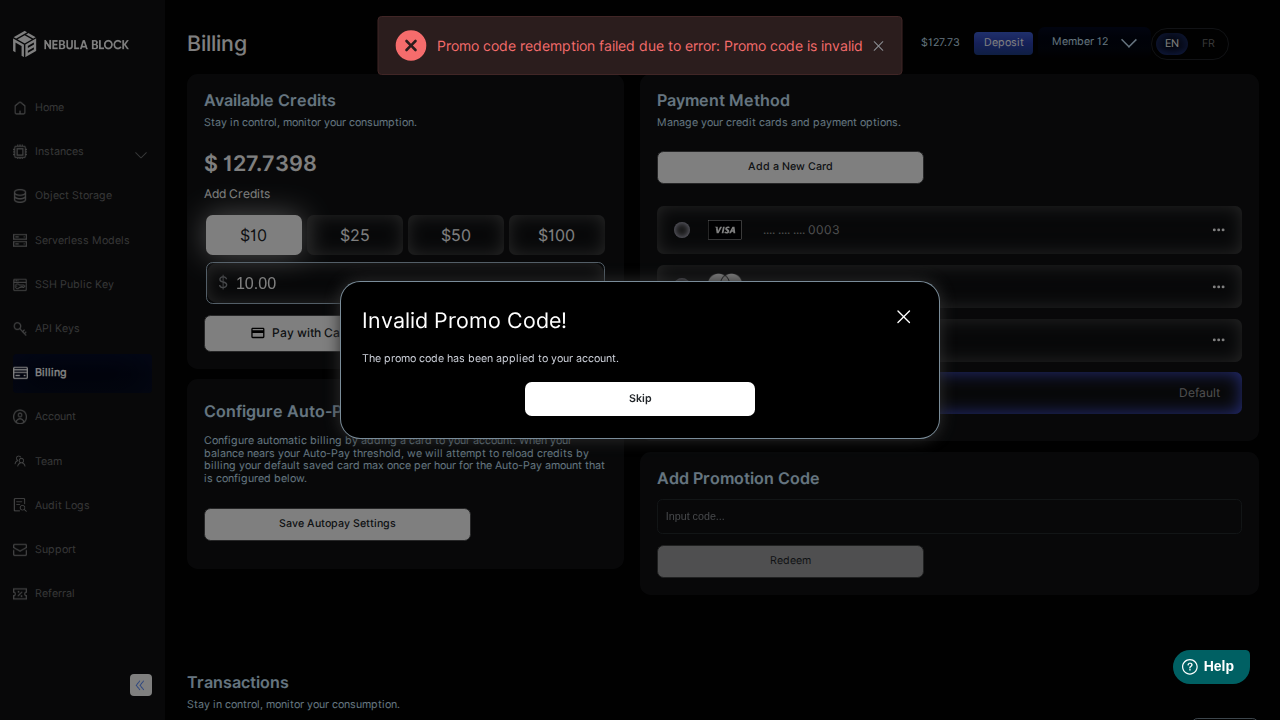 NEBULA BLOCK
Home
Instances
Object Storage
Serverless Models
SSH Public Key
API Keys
Billing
Account
Team
Audit Logs
Support
Referral
Billing
Promo code redemption failed due to error: Promo code is invalid
$127.73
Deposit
Member 12
EN
FR
Available Credits
Stay in control, monitor your consumption.
$ 127.7398
Add Credits
$10
$25
$50
$100
$ 10.00
Pay with Ca
Payment Method
Manage your credit cards and payment options.
Add a New Card
VISA
.... .... .... 0003
Default
Invalid Promo Code!
The promo code has been applied to your account.
Skip
Configure Auto-P
Configure automatic billing by adding a card to your account. When your
balance nears your Auto-Pay threshold, we will attempt to reload credits by
billing your default saved card max once per hour for the Auto-Pay amount that
is configured below.
Save Autopay Settings
Add Promotion Code
Input code...
Redeem
Transactions
Stay in control, monitor your consumption.
Help